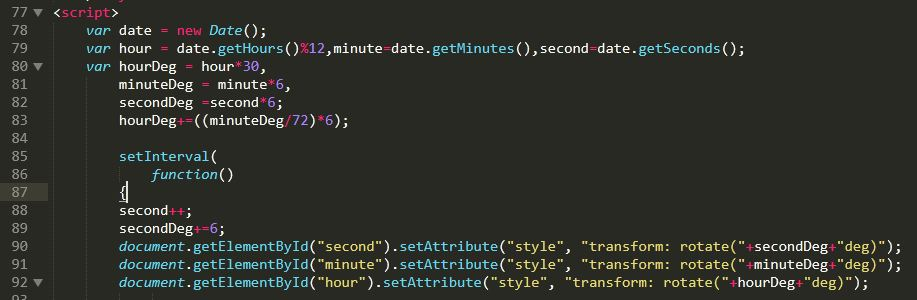 77 <script>
78 var date = new Date();
79 var hour = date.getHours()%12,minute=date.getMinutes(),second=date.getSeconds();
80 var hourDeg = hour*30,
81 minuteDeg = minute*6,
82 secondDeg =second*6;
83 hourDeg+=((minuteDeg/72)*6);
84
85 setInterval(
86 function()
87 {
88 second++;
89 secondDeg+=6;
90 document.getElementById("second").setAttribute("style", "transform: rotate("+secondDeg+"deg)");
91 document.getElementById("minute").setAttribute("style", "transform: rotate("+minuteDeg+"deg)");
92 document.getElementById("hour").setAttribute("style", "transform: rotate("+hourDeg+"deg)");